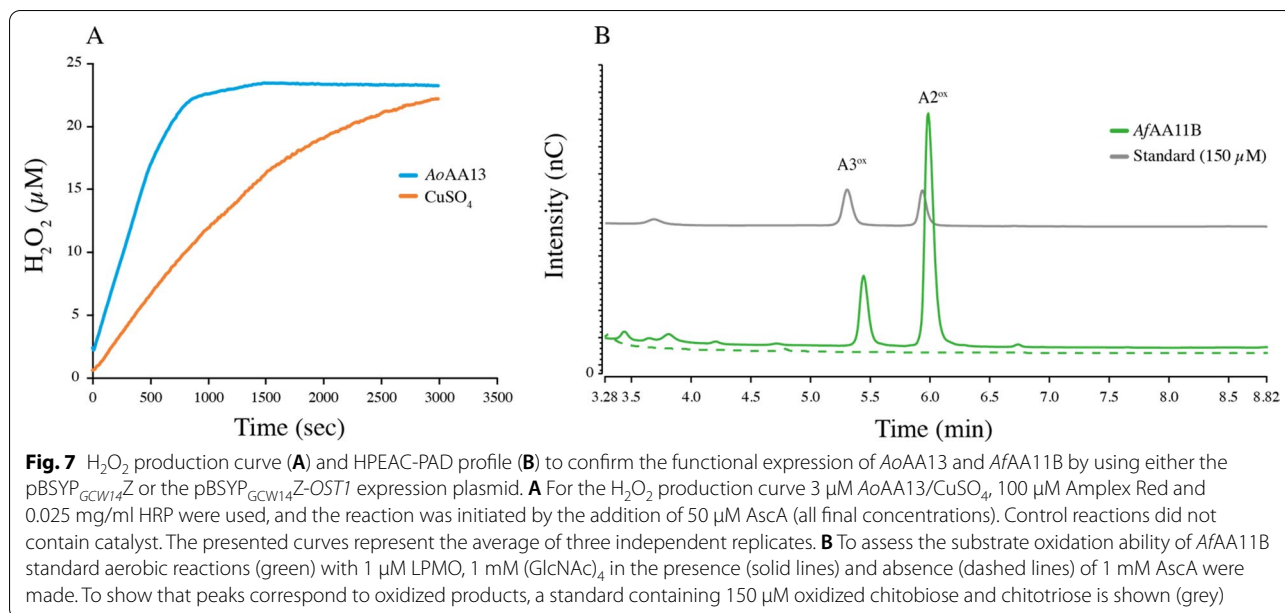 A
B
25
20
15
10
5
0
H₂O₂ (µM)
AoAA13
CuSO₄
0 500 1000 1500 2000 2500 3000 3500
Time (sec)
A2ᵒˣ
A3ᵒˣ
AfAA11B
Standard (150 µM)
Intensity (nC)
0
3.28 3.5 4.0 4.5 5.0 5.5 6.0 6.5 7.0 7.5 8.0 8.5 8.82
Time (min)
Fig. 7 H₂O₂ production curve (A) and HPEAC-PAD profile (B) to confirm the functional expression of AoAA13 and AfAA11B by using either the
pBSYP_GCW14Z or the pBSYP_GCW14Z-OST1 expression plasmid. A For the H₂O₂ production curve 3 µM AoAA13/CuSO₄, 100 µM Amplex Red and
0.025 mg/ml HRP were used, and the reaction was initiated by the addition of 50 µM AscA (all final concentrations). Control reactions did not
contain catalyst. The presented curves represent the average of three independent replicates. B To assess the substrate oxidation ability of AfAA11B
standard aerobic reactions (green) with 1 µM LPMO, 1 mM (GlcNAc)₄ in the presence (solid lines) and absence (dashed lines) of 1 mM AscA were
made. To show that peaks correspond to oxidized products, a standard containing 150 µM oxidized chitobiose and chitotriose is shown (grey)